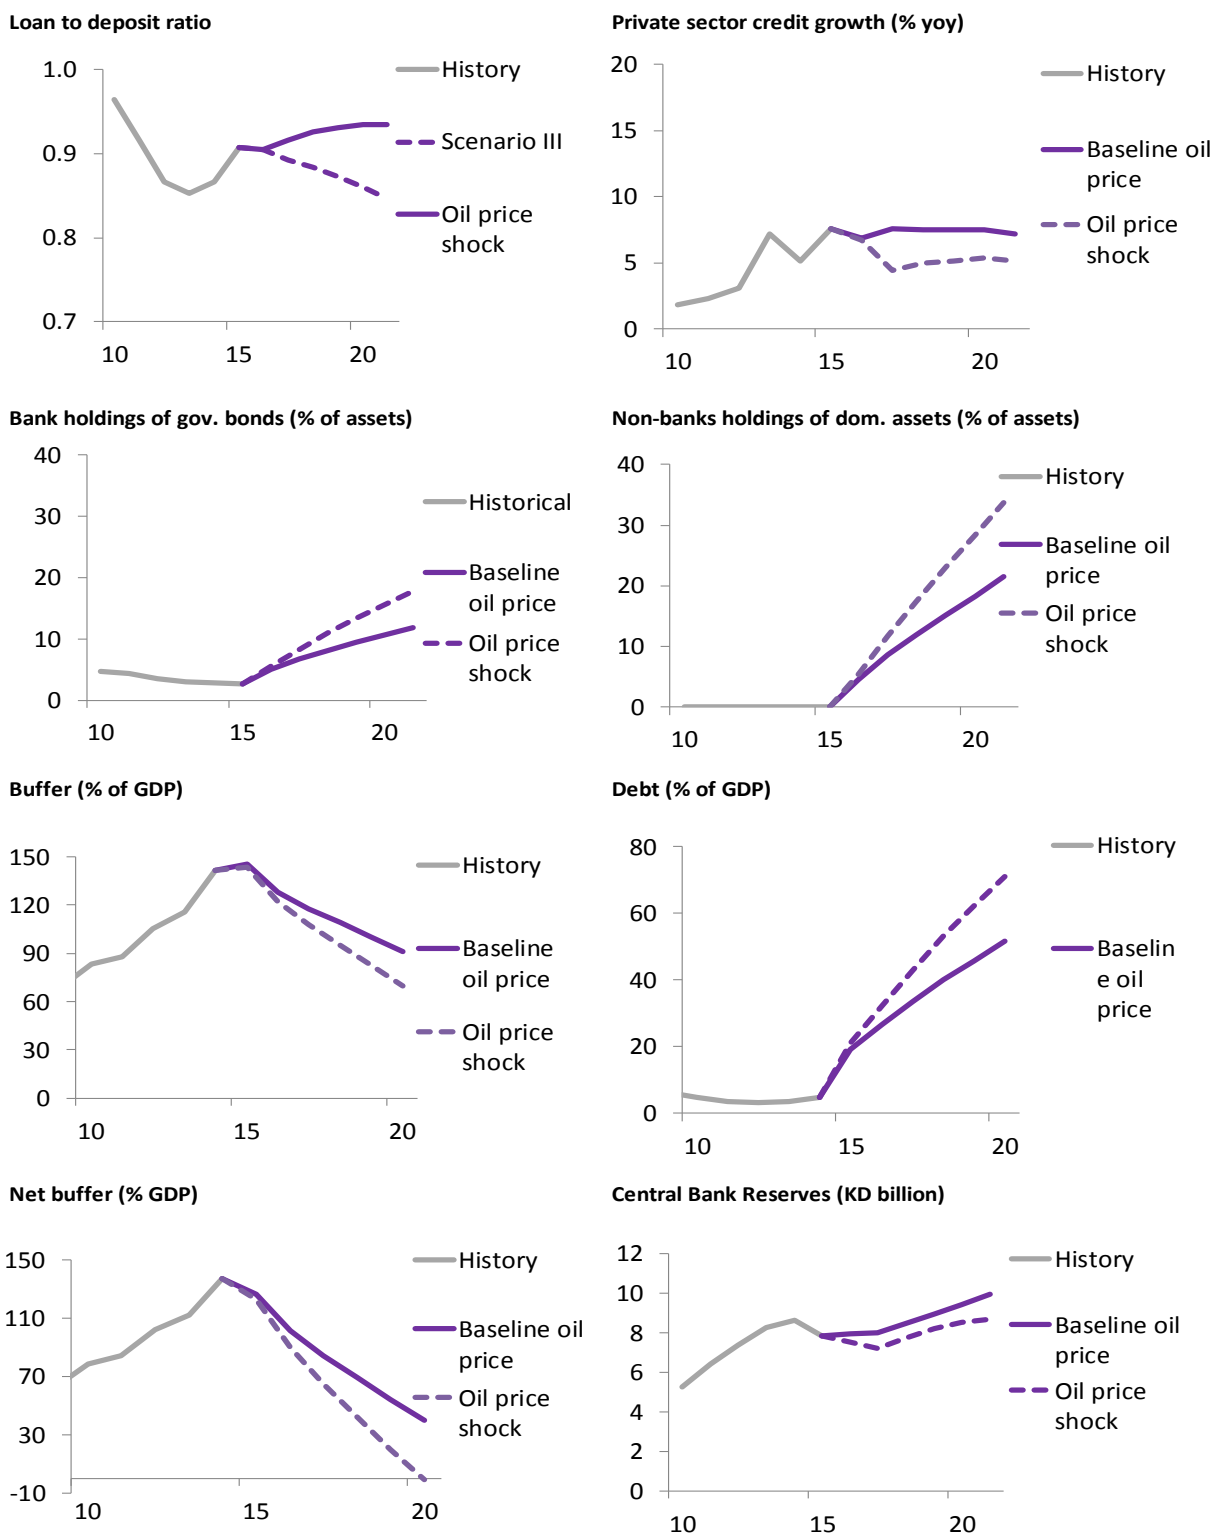 Loan to deposit ratio
1.0
0.9
0.8
0.7
10
15
20
History
Scenario III
Oil price
shock
Private sector credit growth (% yoy)
20
15
10
5
0
10
15
20
History
Baseline oil
price
Oil price
shock
Bank holdings of gov. bonds (% of assets)
40
30
20
10
0
10
15
20
Historical
Baseline
oil price
Oil price
shock
Non-banks holdings of dom. assets (% of assets)
40
30
20
10
0
10
15
20
History
Baseline oil
price
Oil price
shock
Buffer (% of GDP)
150
120
90
60
30
0
10
15
20
History
Baseline
oil price
Oil price
shock
Debt (% of GDP)
80
60
40
20
0
10
15
20
History
Baselin
e oil
price
Net buffer (% GDP)
150
110
70
30
-10
10
15
20
History
Baseline oil
price
Oil price
shock
Central Bank Reserves (KD billion)
12
10
8
6
4
2
0
10
15
20
History
Baseline oil
price
Oil price
shock